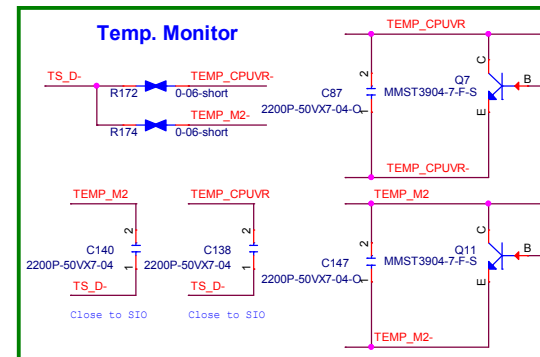 Temp. Monitor
TEMP_CPUVR
TS_D-
TEMP_CPUVR-
R172
0-06-short
TEMP_M2-
R174
0-06-short
C87
2200P-50VX7-04-O
2
1
Q7
MMST3904-7-F-S
C
B
E
TEMP_CPUVR-
TEMP_M2
C140
2200P-50VX7-04
2
1
TS_D-
Close to SIO
TEMP_CPUVR
C138
2200P-50VX7-04
2
1
TS_D-
Close to SIO
TEMP_M2
C147
2200P-50VX7-04-O
2
1
Q11
MMST3904-7-F-S
C
B
E
TEMP_M2-